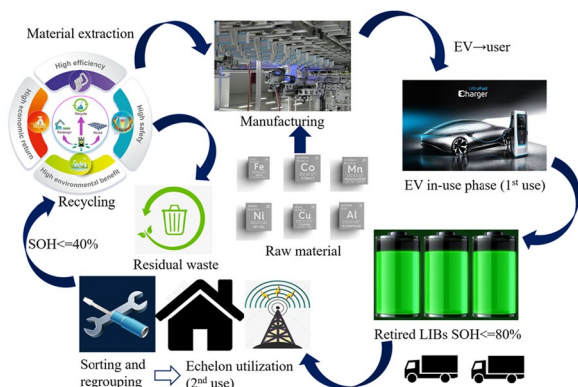 Material extraction
High efficiency
High economic return
High safety
High environmental benefit
Recycling
Manufacturing
EV→user
UltraFast
Charger
EV in-use phase (1st use)
Fe
Co
Mn
Ni
Cu
Al
Raw material
Residual waste
SOH<=40%
Retired LIBs SOH<=80%
Sorting and
regrouping
Echelon utilization
(2nd use)